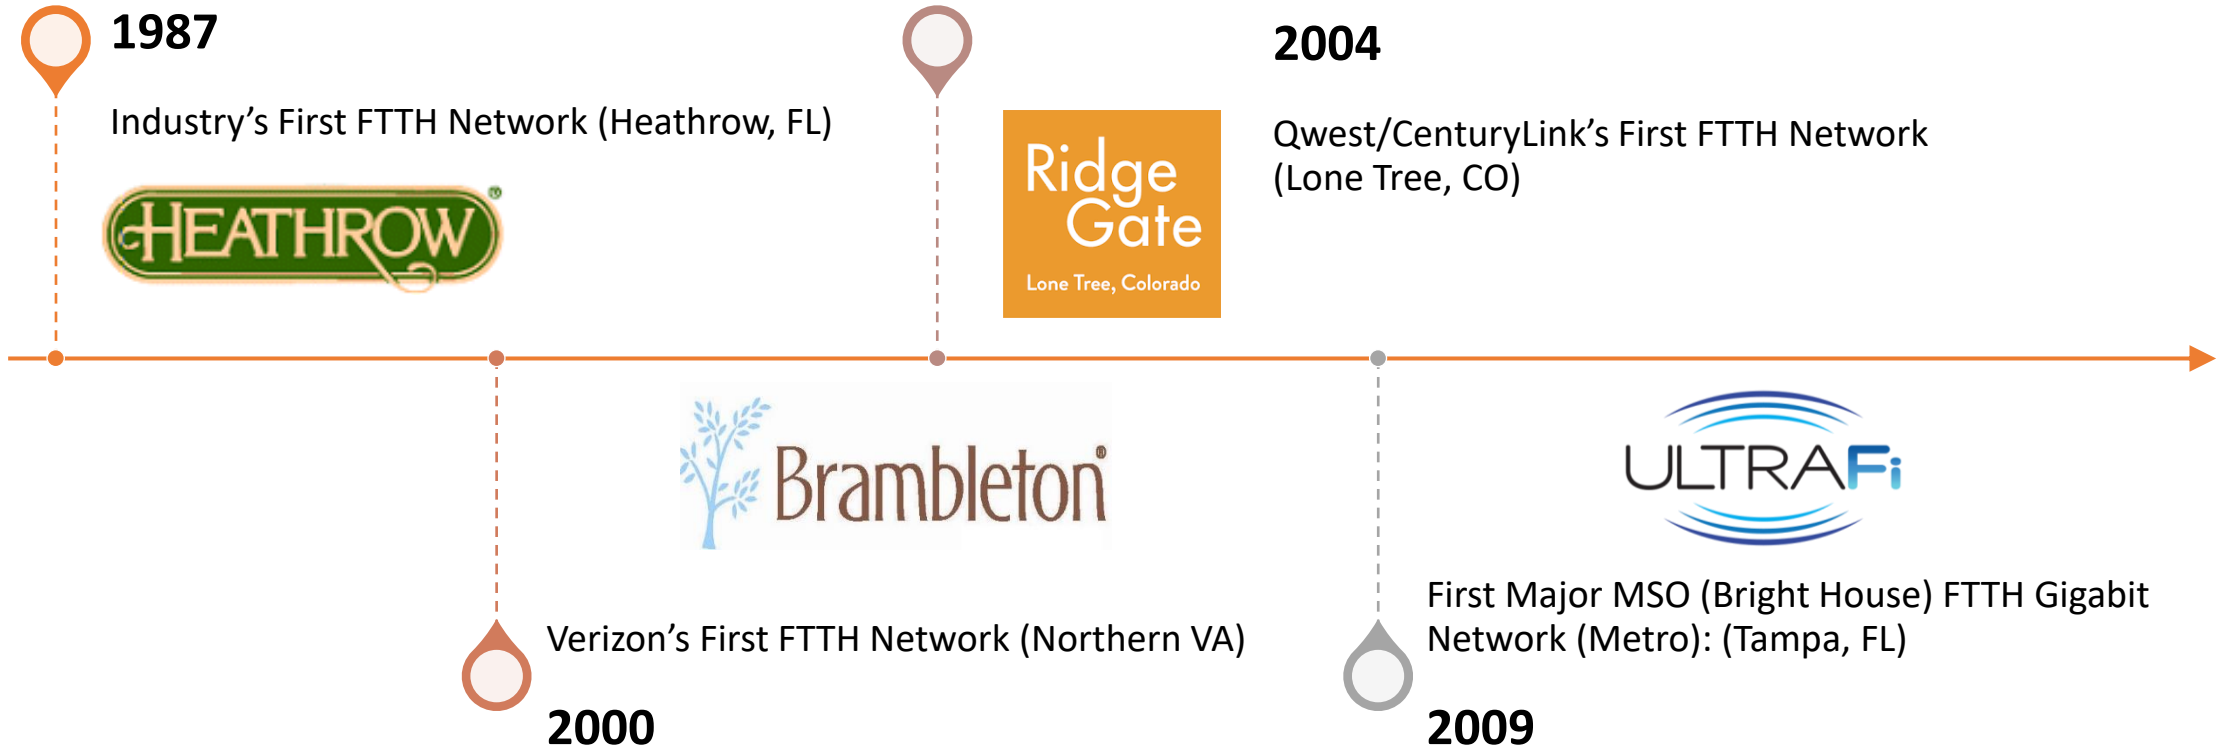 1987
Industry’s First FTTH Network (Heathrow, FL)
HEATHROW®
2004
Qwest/CenturyLink’s First FTTH Network
(Lone Tree, CO)
Ridge
Gate
Lone Tree, Colorado
Brambleton®
Verizon’s First FTTH Network (Northern VA)
2000
ULTRAFi
First Major MSO (Bright House) FTTH Gigabit
Network (Metro): (Tampa, FL)
2009